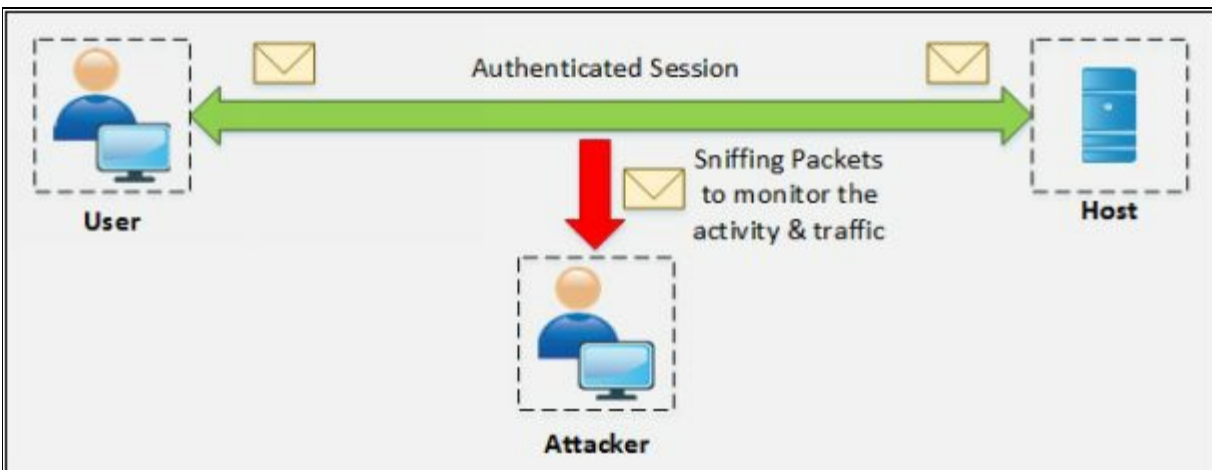 Authenticated Session
Sniffing Packets
to monitor the
activity & traffic
User
Host
Attacker